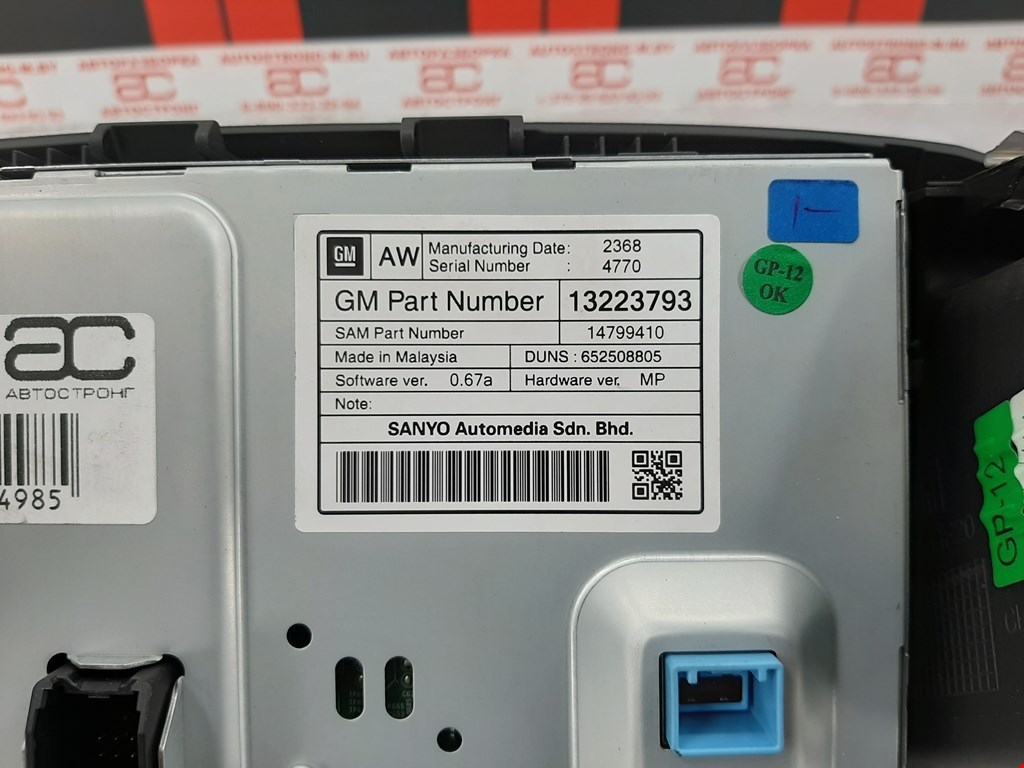 АВТОСТРОНГ
4985
GM
AW
Manufacturing Date: 2368
Serial Number : 4770
GM Part Number 13223793
SAM Part Number 14799410
Made in Malaysia DUNS : 652508805
Software ver. 0.67a Hardware ver. MP
Note:
SANYO Automedia Sdn. Bhd.
GP-12
OK
GP-12